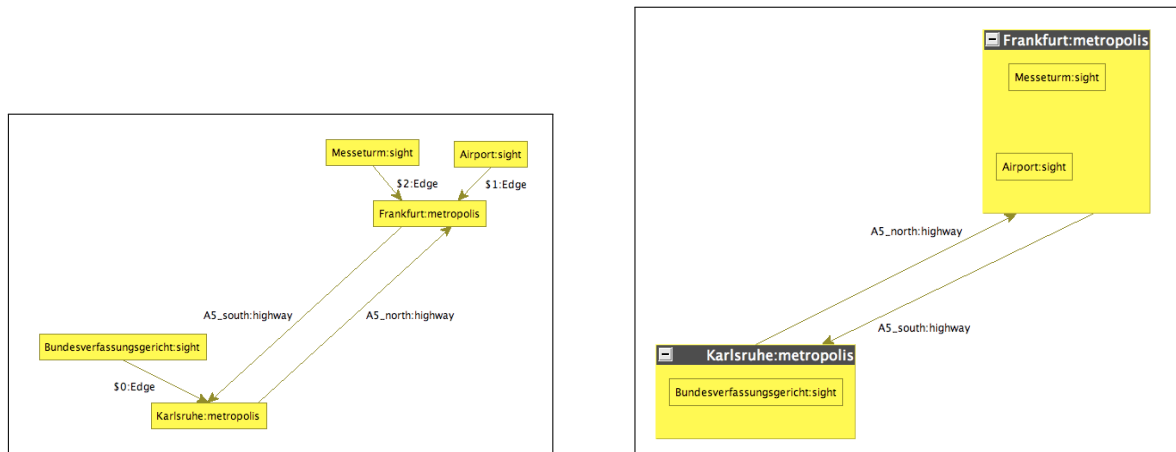 Messeturm:sight
Airport:sight
$2:Edge
$1:Edge
Frankfurt:metropolis
A5_south:highway
A5_north:highway
Bundesverfassungsgericht:sight
$0:Edge
Karlsruhe:metropolis
Frankfurt:metropolis
Messeturm:sight
Airport:sight
A5_north:highway
A5_south:highway
Karlsruhe:metropolis
Bundesverfassungsgericht:sight